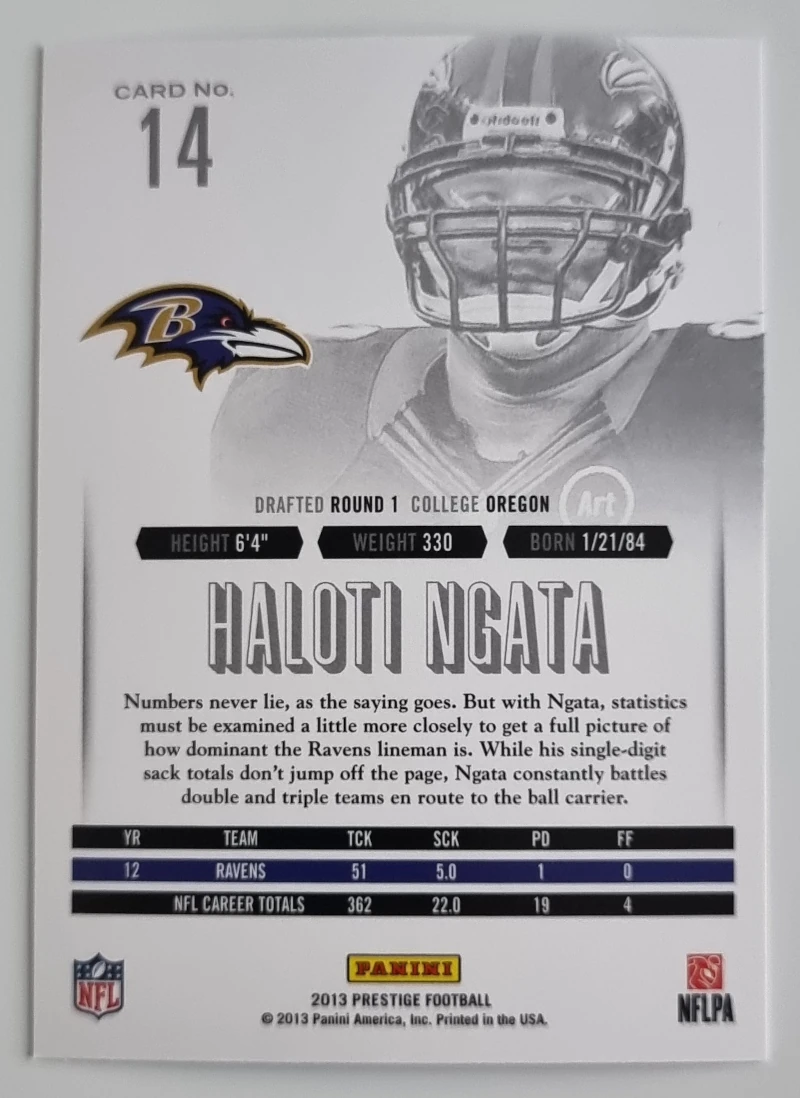 CARD No.
14
Riddell
B
DRAFTED ROUND 1 COLLEGE OREGON
Art
HEIGHT 6'4" WEIGHT 330 BORN 1/21/84
HALOTI NGATA
Numbers never lie, as the saying goes. But with Ngata, statistics
must be examined a little more closely to get a full picture of
how dominant the Ravens lineman is. While his single-digit
sack totals don't jump off the page, Ngata constantly battles
double and triple teams en route to the ball carrier.
YR TEAM TCK SCK PD FF
12 RAVENS 51 5.0 1 0
NFL CAREER TOTALS 362 22.0 19 4
NFL
PANINI
2013 PRESTIGE FOOTBALL
© 2013 Panini America, Inc. Printed in the USA.
NFLPA